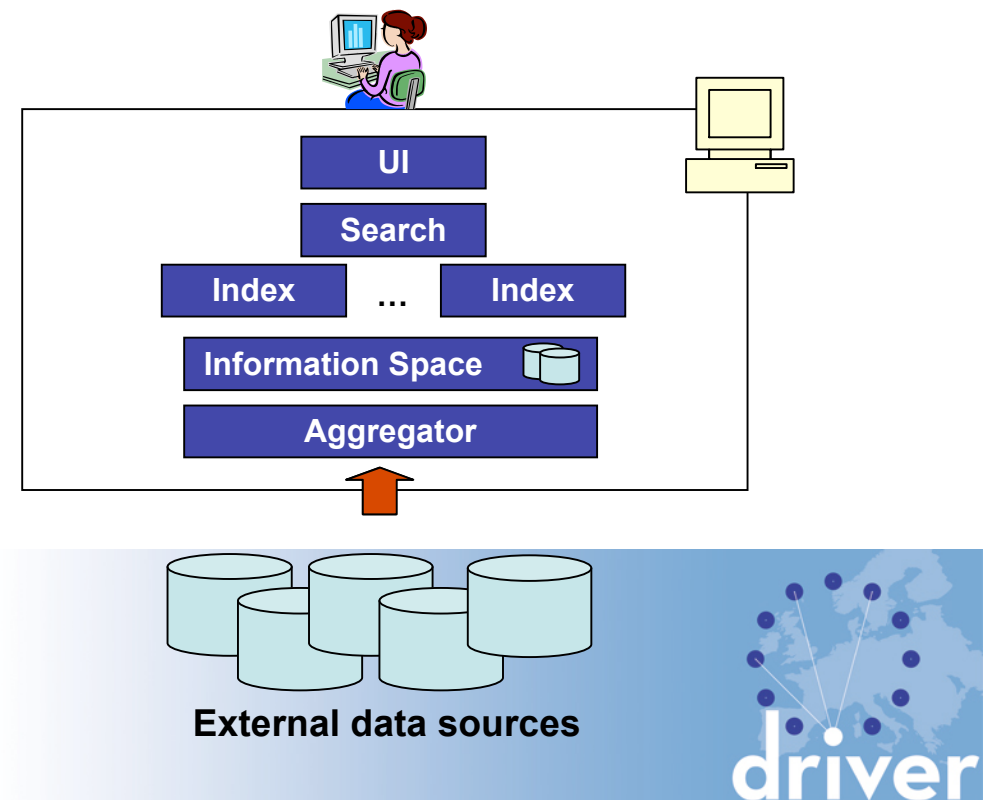 UI
Search
Index ... Index
Information Space
Aggregator
External data sources
driver